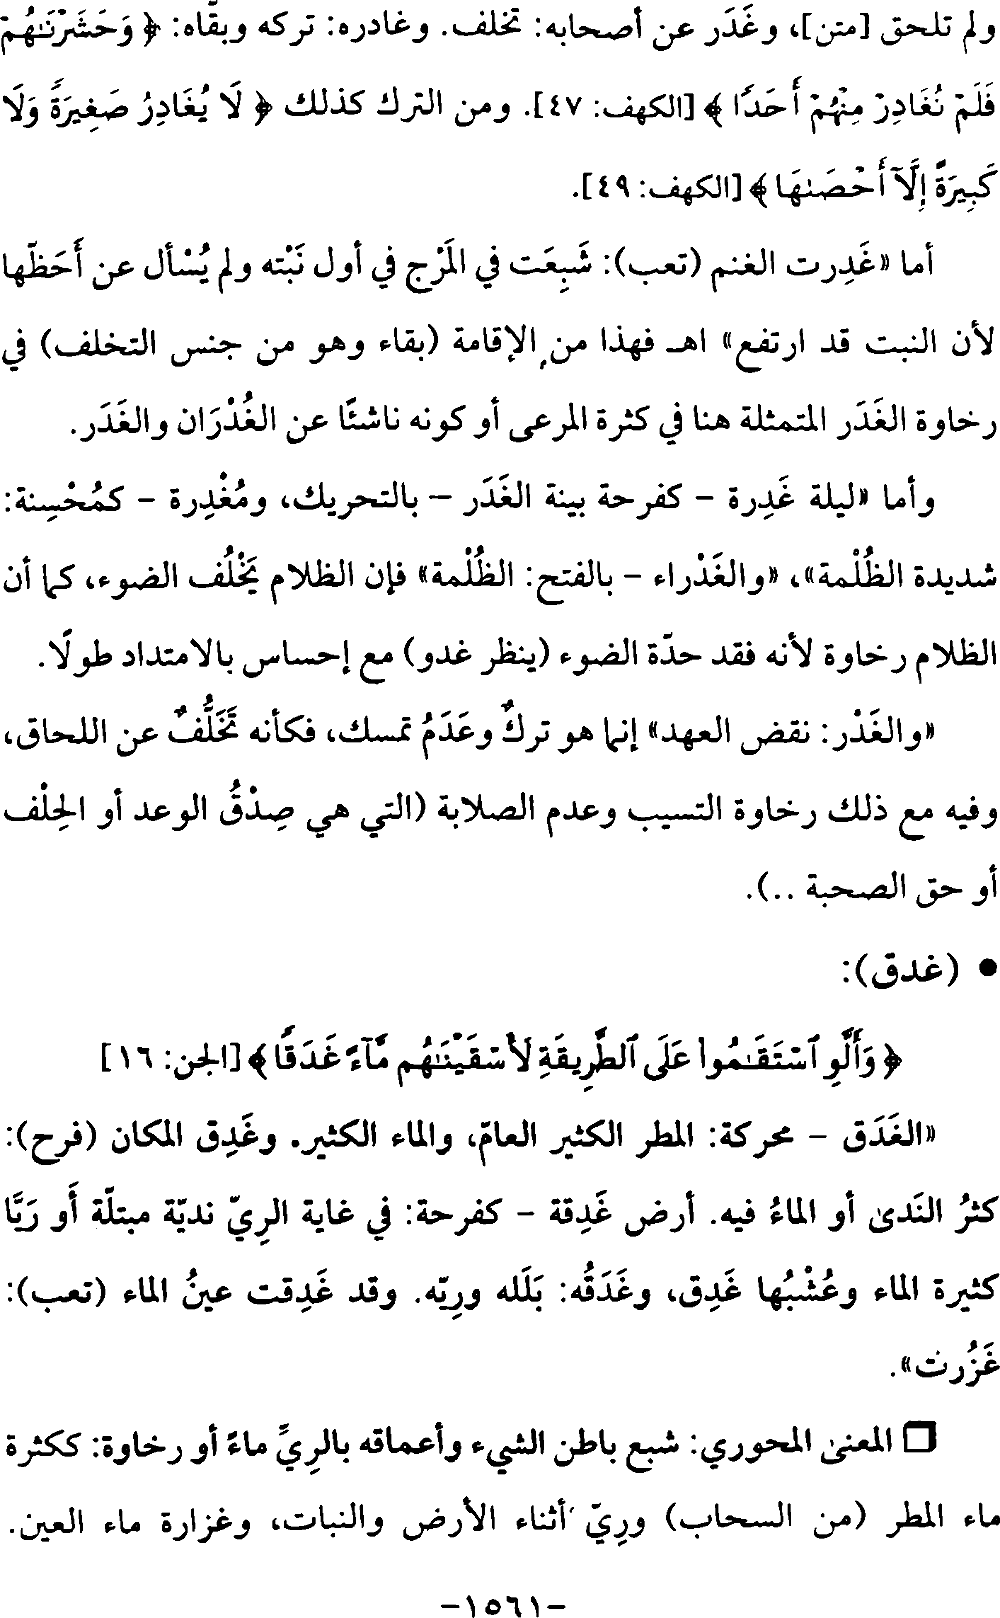 ولم تلحق [متن]، وغَدَر عن أصحابه: تخلف. وغادره: تركه وبقّاه: ﴿ وَحَشَرْنَـٰهُمْ
فَلَمْ نُغَادِرْ مِنْهُمْ أَحَدًا ﴾ [الكهف: ٤٧]. ومن الترك كذلك ﴿ لَا يُغَادِرُ صَغِيرَةً وَلَا
كَبِيرَةً إِلَّآ أَحْصَىٰهَا ﴾ [الكهف: ٤٩].
أما «غَدِرت الغنم (تعب): شَبِعَت في المَرْج في أول نَبْته ولم يُسْأل عن أَحَظّها
لأن النبت قد ارتفع» اهـ فهذا من الإقامة (بقاء وهو من جنس التخلف) في
رخاوة الغَدَر المتمثلة هنا في كثرة المرعى أو كونه ناشئًا عن الغُدْرَان والغَدَر.
وأما «ليلة غَدِرة – كفرحة بينة الغَدَر – بالتحريك، ومُغْدِرة – كمُحْسِنة:
شديدة الظُلْمة»، «والغَدْراء – بالفتح: الظُلْمة» فإن الظلام يَخْلُف الضوء، كما أن
الظلام رخاوة لأنه فقد حدّة الضوء (ينظر غدو) مع إحساس بالامتداد طولًا.
«والغَدْر: نقض العهد» إنما هو تركٌ وعَدَمُ تمسك، فكأنه تَخَلُّفٌ عن اللحاق،
وفيه مع ذلك رخاوة التسيب وعدم الصلابة (التي هي صِدْقُ الوعد أو الحِلْف
أو حق الصحبة ..).
● (غدق):
﴿ وَأَلَّوِ ٱسْتَقَـٰمُوا۟ عَلَى ٱلطَّرِيقَةِ لَأَسْقَيْنَـٰهُم مَّآءً غَدَقًا ﴾ [الجن: ١٦]
«الغَدَق – محركة: المطر الكثير العامّ، والماء الكثير. وغَدِق المكان (فرح):
كثرُ النَدىٰ أو الماءُ فيه. أرض غَدِقة – كفرحة: في غاية الرِيّ نديّة مبتلّة أَو رَيَّا
كثيرة الماء وعُشْبُها غَدِق، وغَدَقُه: بَلَله ورِيّه. وقد غَدِقت عينُ الماء (تعب):
غَزُرت».
❒ المعنىٰ المحوري: شبع باطن الشيء وأعماقه بالرِيِّ ماءً أو رخاوة: ككثرة
ماء المطر (من السحاب) ورِيّ أثناء الأرض والنبات، وغزارة ماء العين.
-١٥٦١-